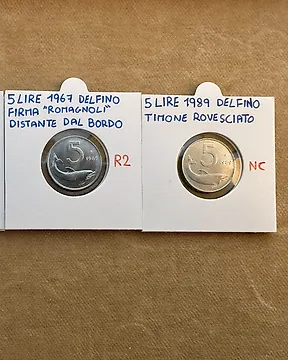 5 LIRE 1967 DELFINO
FIRMA "ROMAGNOLI"
DISTANTE DAL BORDO
5
1967
R2
5 LIRE 1989 DELFINO
TIMONE ROVESCIATO
5
NC